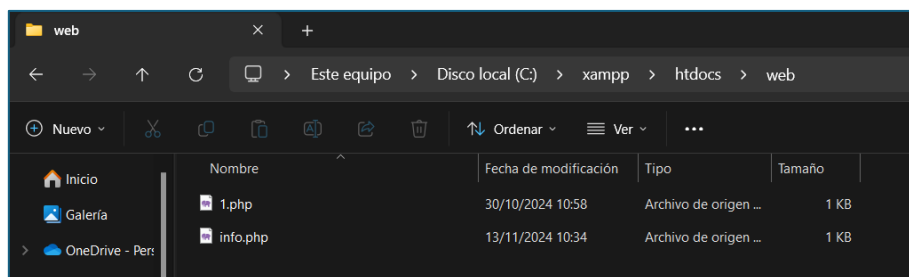 web
Este equipo > Disco local (C:) > xampp > htdocs > web
Nuevo Ordenar Ver ...
Nombre Fecha de modificación Tipo Tamaño
Inicio
1.php 30/10/2024 10:58 Archivo de origen ... 1 KB
Galería
info.php 13/11/2024 10:34 Archivo de origen ... 1 KB
OneDrive - Pers